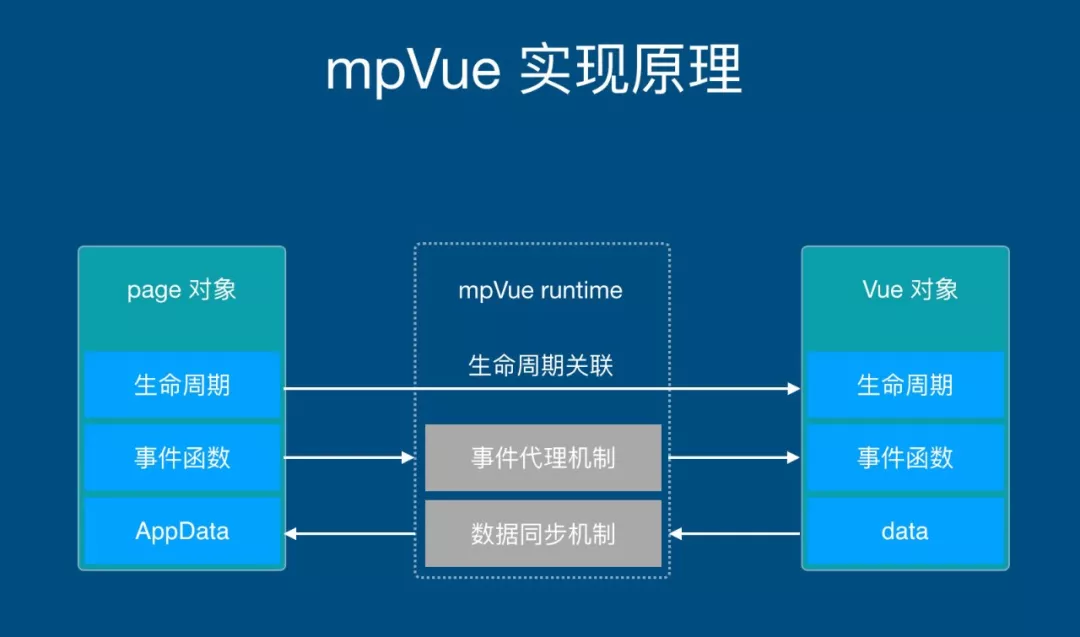 mpVue 实现原理
page 对象
mpVue runtime
Vue 对象
生命周期关联
生命周期
生命周期
事件函数
事件代理机制
事件函数
AppData
数据同步机制
data